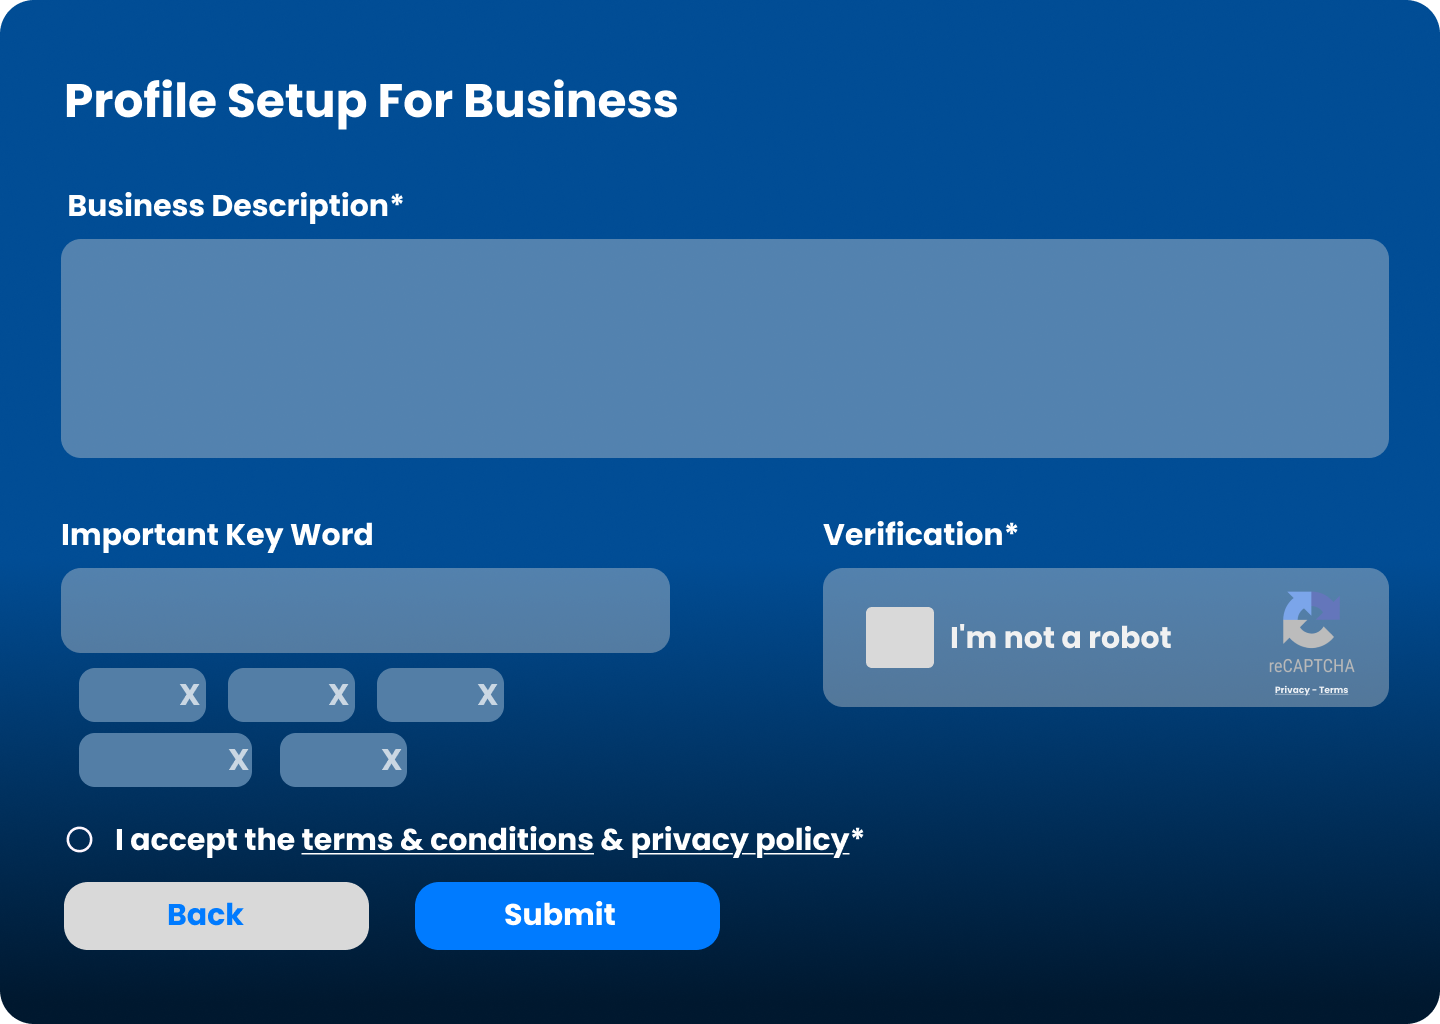 Profile Setup For Business
Business Description*
Important Key Word
Verification*
I'm not a robot
reCAPTCHA
Privacy - Terms
X X X
X X
I accept the terms & conditions & privacy policy*
Back Submit